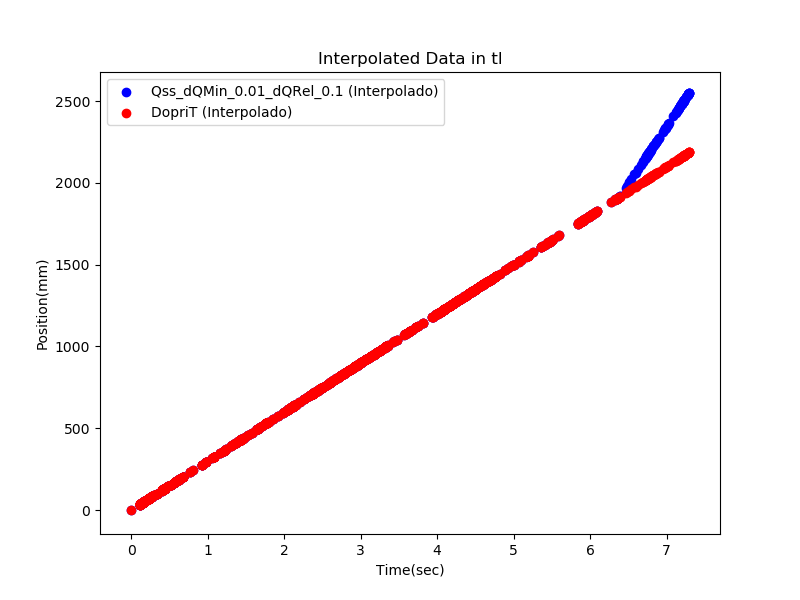 Interpolated Data in tl
Qss_dQMin_0.01_dQRel_0.1 (Interpolado)
DopriT (Interpolado)
2500
2000
1500
1000
500
0
Position(mm)
0 1 2 3 4 5 6 7
Time(sec)